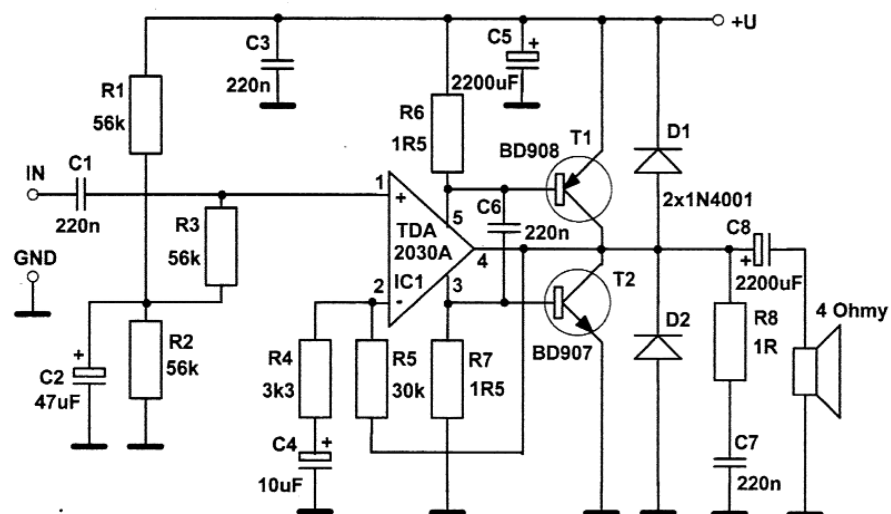 +U
C3
220n
C5
+
2200uF
R1
56k
R6
1R5
T1
BD908
D1
2x1N4001
IN
C1
220n
R3
56k
1
+
TDA
2030A
IC1
5
4
2
-
3
C6
220n
C8
+
2200uF
GND
T2
BD907
D2
R8
1R
4 Ohmy
+
C2
47uF
R2
56k
R4
3k3
R5
30k
R7
1R5
C4
+
10uF
C7
220n